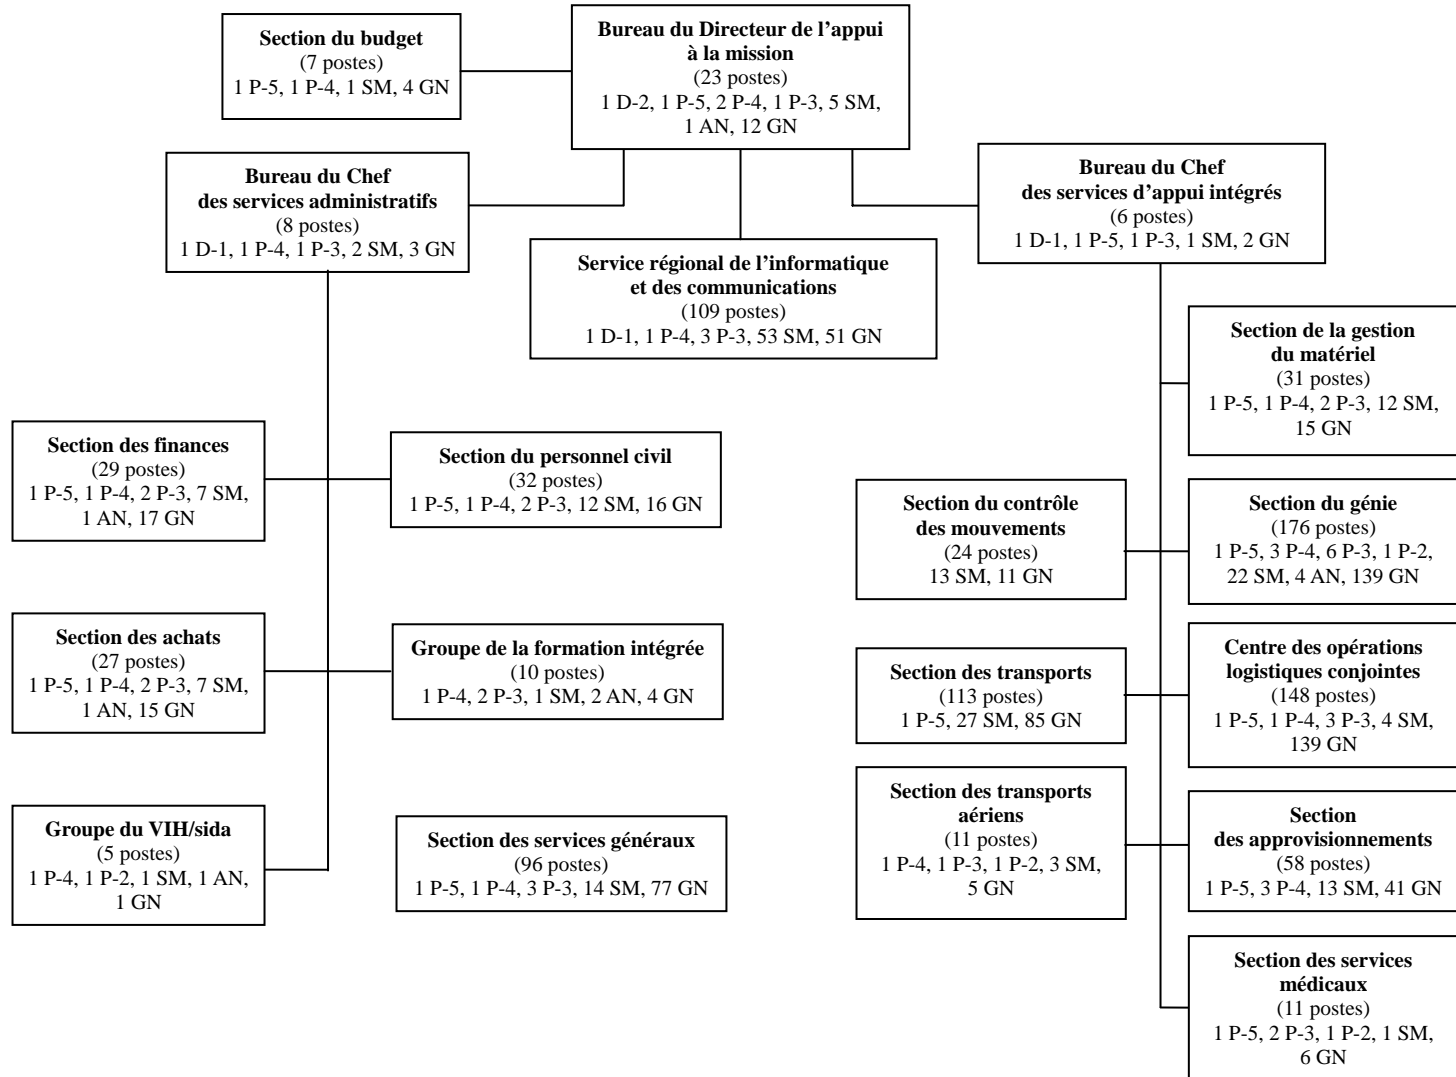 Section du budget
(7 postes)
1 P-5, 1 P-4, 1 SM, 4 GN
Bureau du Directeur de l’appui
à la mission
(23 postes)
1 D-2, 1 P-5, 2 P-4, 1 P-3, 5 SM,
1 AN, 12 GN
Bureau du Chef
des services administratifs
(8 postes)
1 D-1, 1 P-4, 1 P-3, 2 SM, 3 GN
Service régional de l’informatique
et des communications
(109 postes)
1 D-1, 1 P-4, 3 P-3, 53 SM, 51 GN
Bureau du Chef
des services d’appui intégrés
(6 postes)
1 D-1, 1 P-5, 1 P-3, 1 SM, 2 GN
Section de la gestion
du matériel
(31 postes)
1 P-5, 1 P-4, 2 P-3, 12 SM,
15 GN
Section des finances
(29 postes)
1 P-5, 1 P-4, 2 P-3, 7 SM,
1 AN, 17 GN
Section du personnel civil
(32 postes)
1 P-5, 1 P-4, 2 P-3, 12 SM, 16 GN
Section du contrôle
des mouvements
(24 postes)
13 SM, 11 GN
Section du génie
(176 postes)
1 P-5, 3 P-4, 6 P-3, 1 P-2,
22 SM, 4 AN, 139 GN
Section des achats
(27 postes)
1 P-5, 1 P-4, 2 P-3, 7 SM,
1 AN, 15 GN
Groupe de la formation intégrée
(10 postes)
1 P-4, 2 P-3, 1 SM, 2 AN, 4 GN
Section des transports
(113 postes)
1 P-5, 27 SM, 85 GN
Centre des opérations
logistiques conjointes
(148 postes)
1 P-5, 1 P-4, 3 P-3, 4 SM,
139 GN
Groupe du VIH/sida
(5 postes)
1 P-4, 1 P-2, 1 SM, 1 AN,
1 GN
Section des services généraux
(96 postes)
1 P-5, 1 P-4, 3 P-3, 14 SM, 77 GN
Section des transports
aériens
(11 postes)
1 P-4, 1 P-3, 1 P-2, 3 SM,
5 GN
Section
des approvisionnements
(58 postes)
1 P-5, 3 P-4, 13 SM, 41 GN
Section des services
médicaux
(11 postes)
1 P-5, 2 P-3, 1 P-2, 1 SM,
6 GN